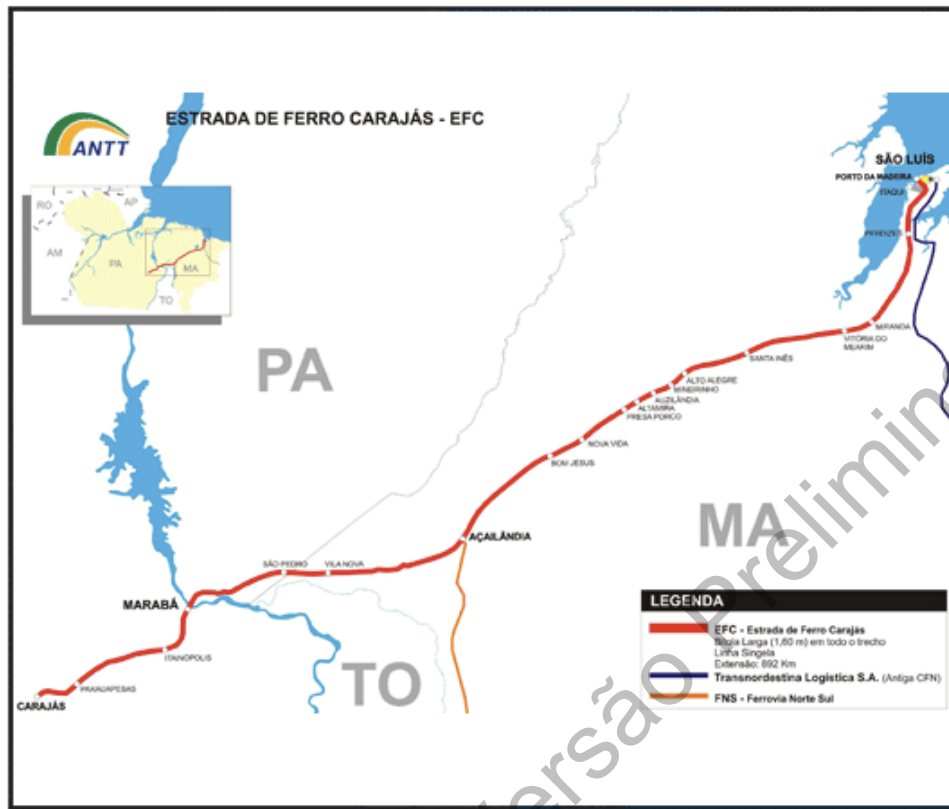 ESTRADA DE FERRO CARAJÁS - EFC
ANTT
RO
AP
AM
PA
MA
TO
SÃO LUÍS
PORTO DA MADEIRA
ITAQUI
PERIZES
MIRANDA
VITÓRIA DO
MEARIM
SANTA INÊS
ALTO ALEGRE
MINEIRINHO
AUZILÂNDIA
ALTAMIRA
PRESA PORCO
NOVA VIDA
BOM JESUS
PA
MA
AÇAILÂNDIA
SÃO PEDRO
VILA NOVA
MARABÁ
ITAINÓPOLIS
TO
CARAJÁS
LEGENDA
EFC - Estrada de Ferro Carajás
Bitola Larga (1,60 m) em todo o trecho
Linha Singela
Extensão: 892 Km
Transnordestina Logística S.A. (Antiga CFN)
FNS - Ferrovia Norte Sul
Versão Prelimin